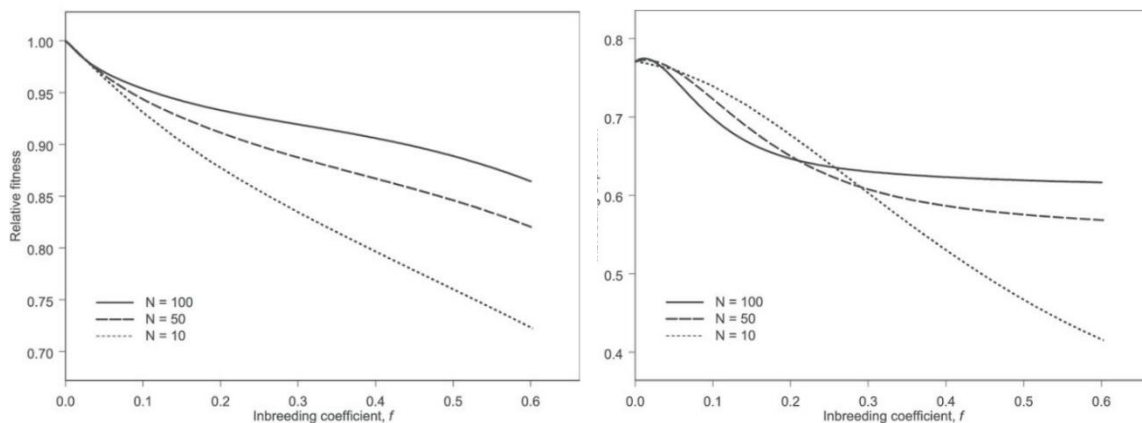 1.00
0.95
0.90
0.85
0.80
0.75
0.70
Relative fitness
N = 100
N = 50
N = 10
0.0 0.1 0.2 0.3 0.4 0.5 0.6
Inbreeding coefficient, f
0.8
0.7
0.6
0.5
0.4
N = 100
N = 50
N = 10
0.0 0.1 0.2 0.3 0.4 0.5 0.6
Inbreeding coefficient, f